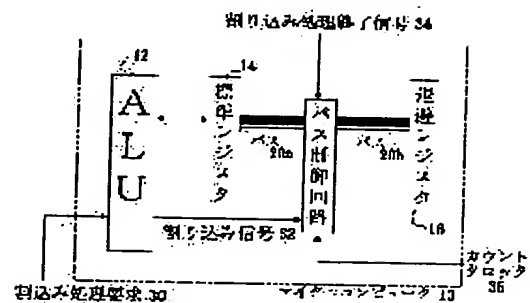 割り込み処理終了信号 34
12
14
ALU
標準レジスタ
バス 20a
バス制御回路
バス 20b
退避レジスタ
16
割り込み信号 32
カウント
クロック
36
割込み処理要求 30
マイクロコンピュータ 10